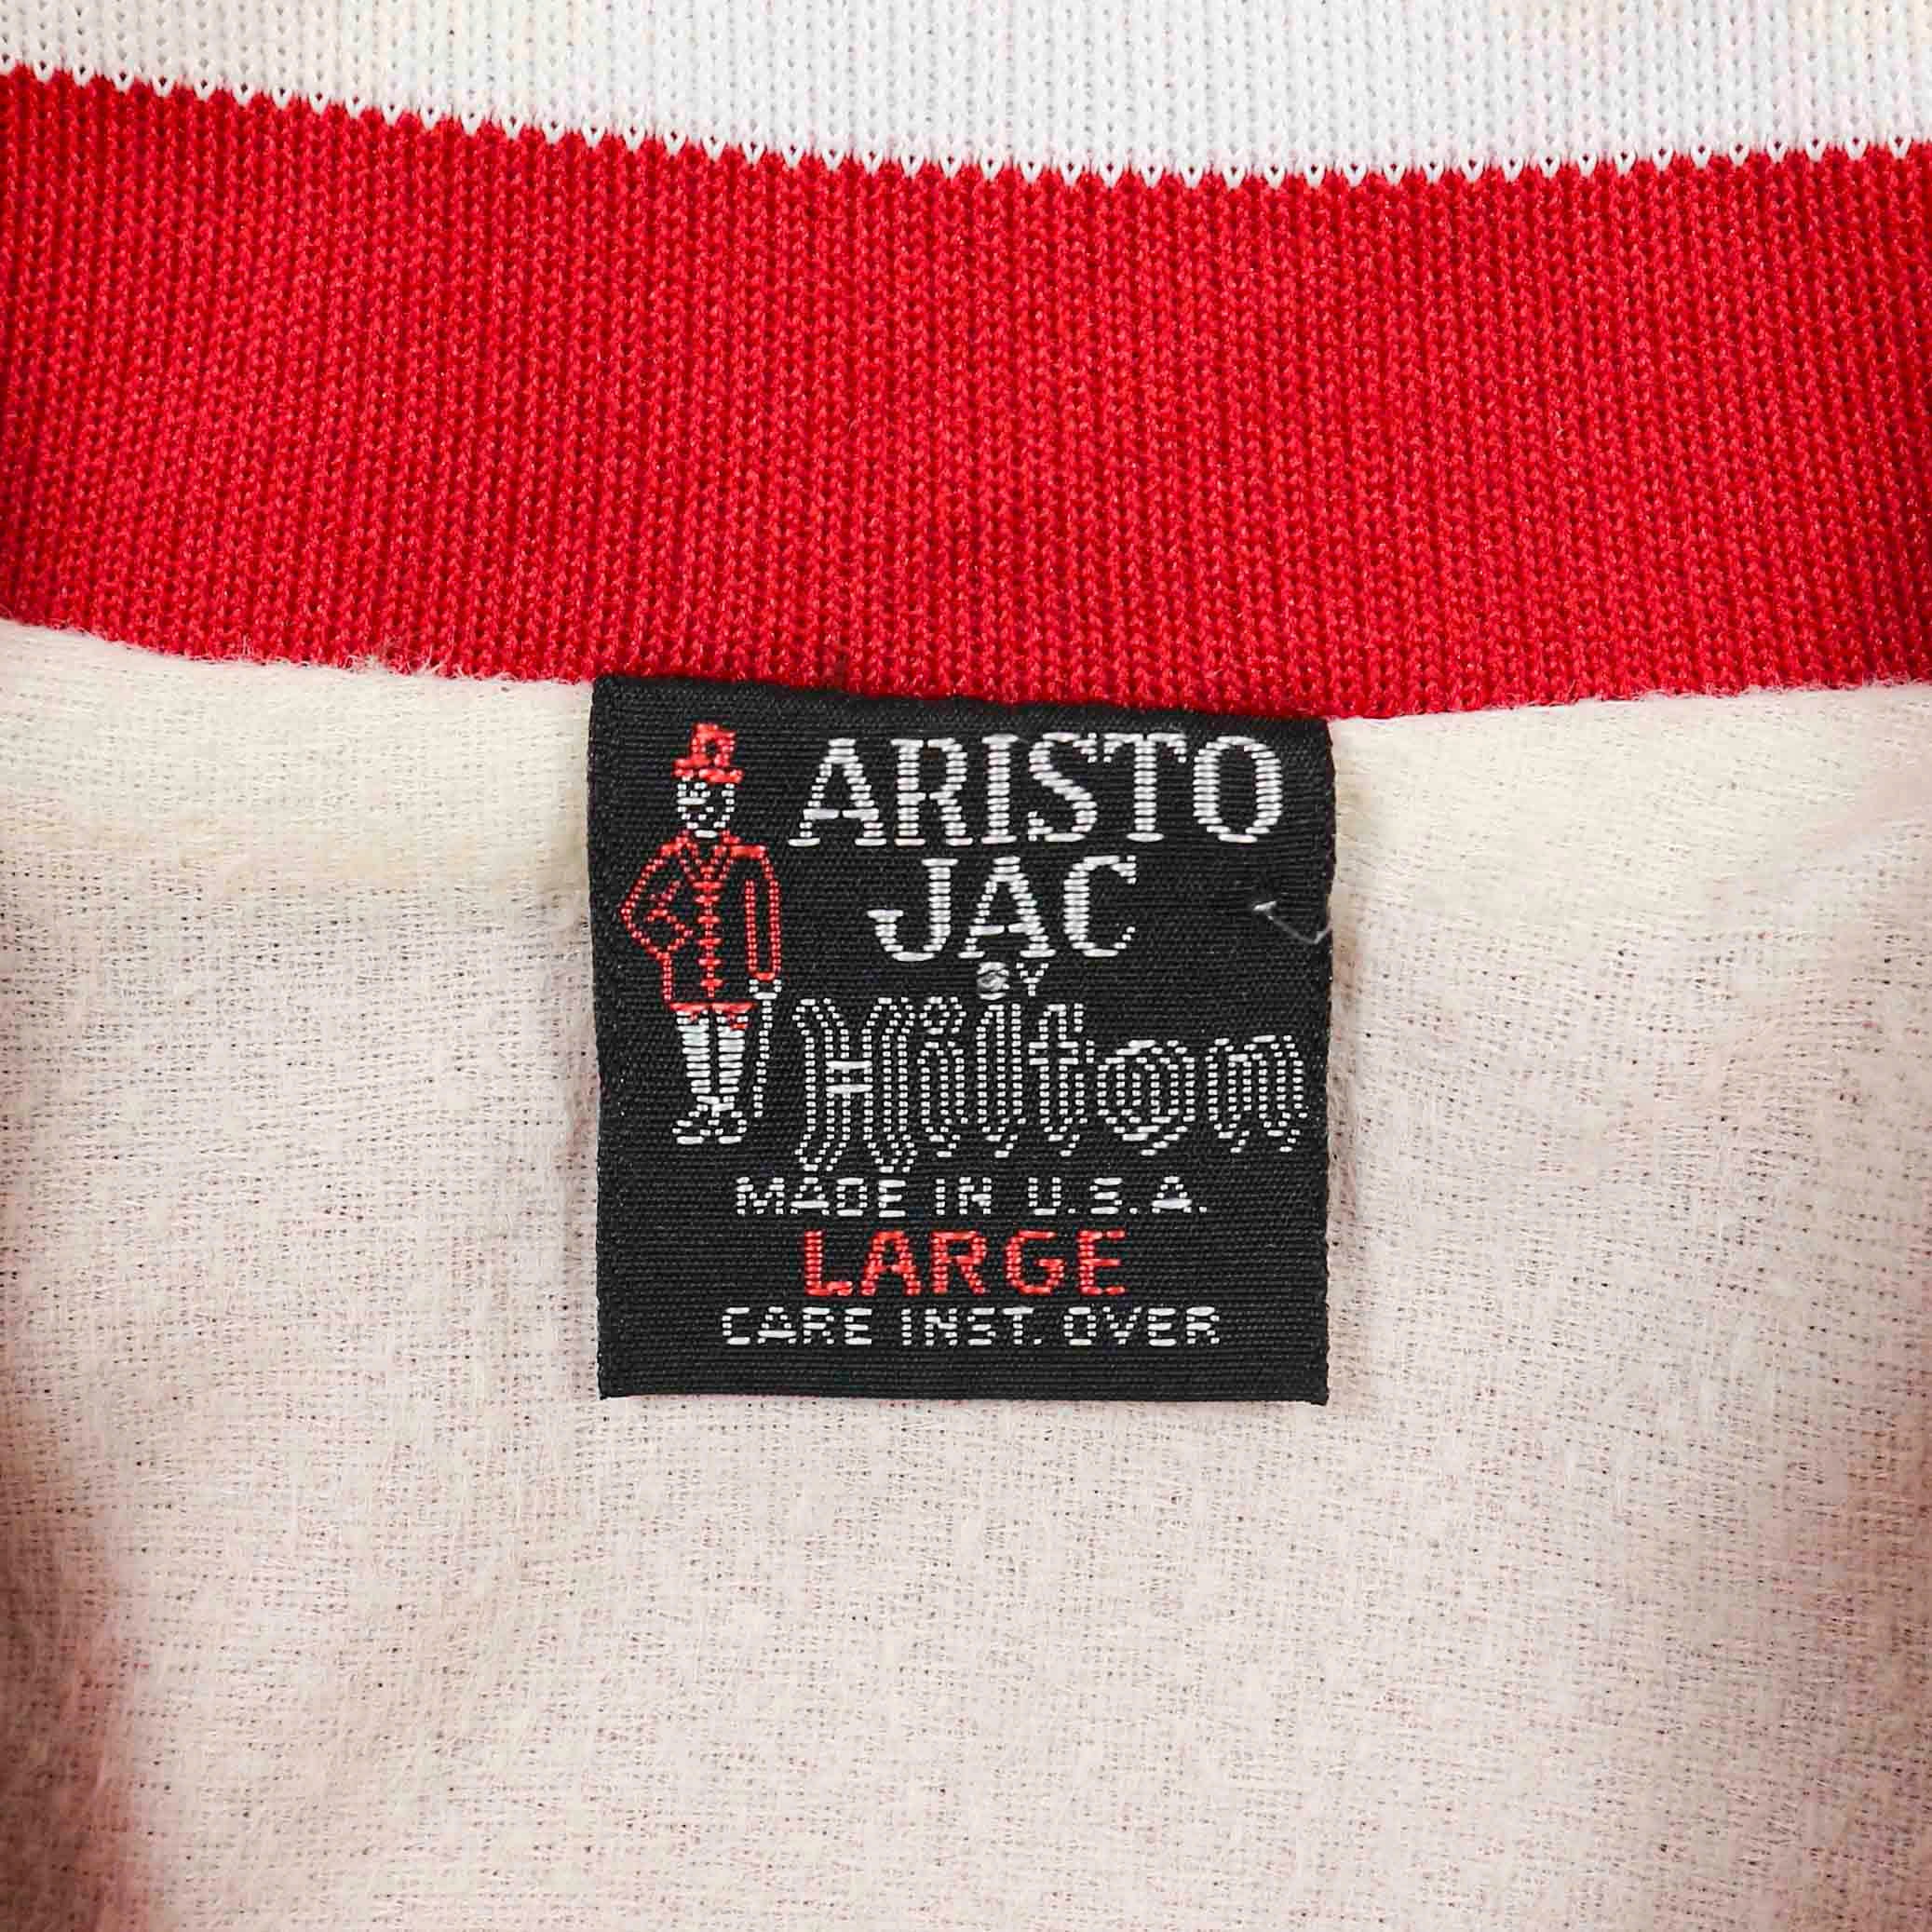 ARISTO
JAC
BY
Hilton
MADE IN U.S.A.
LARGE
CARE INST. OVER